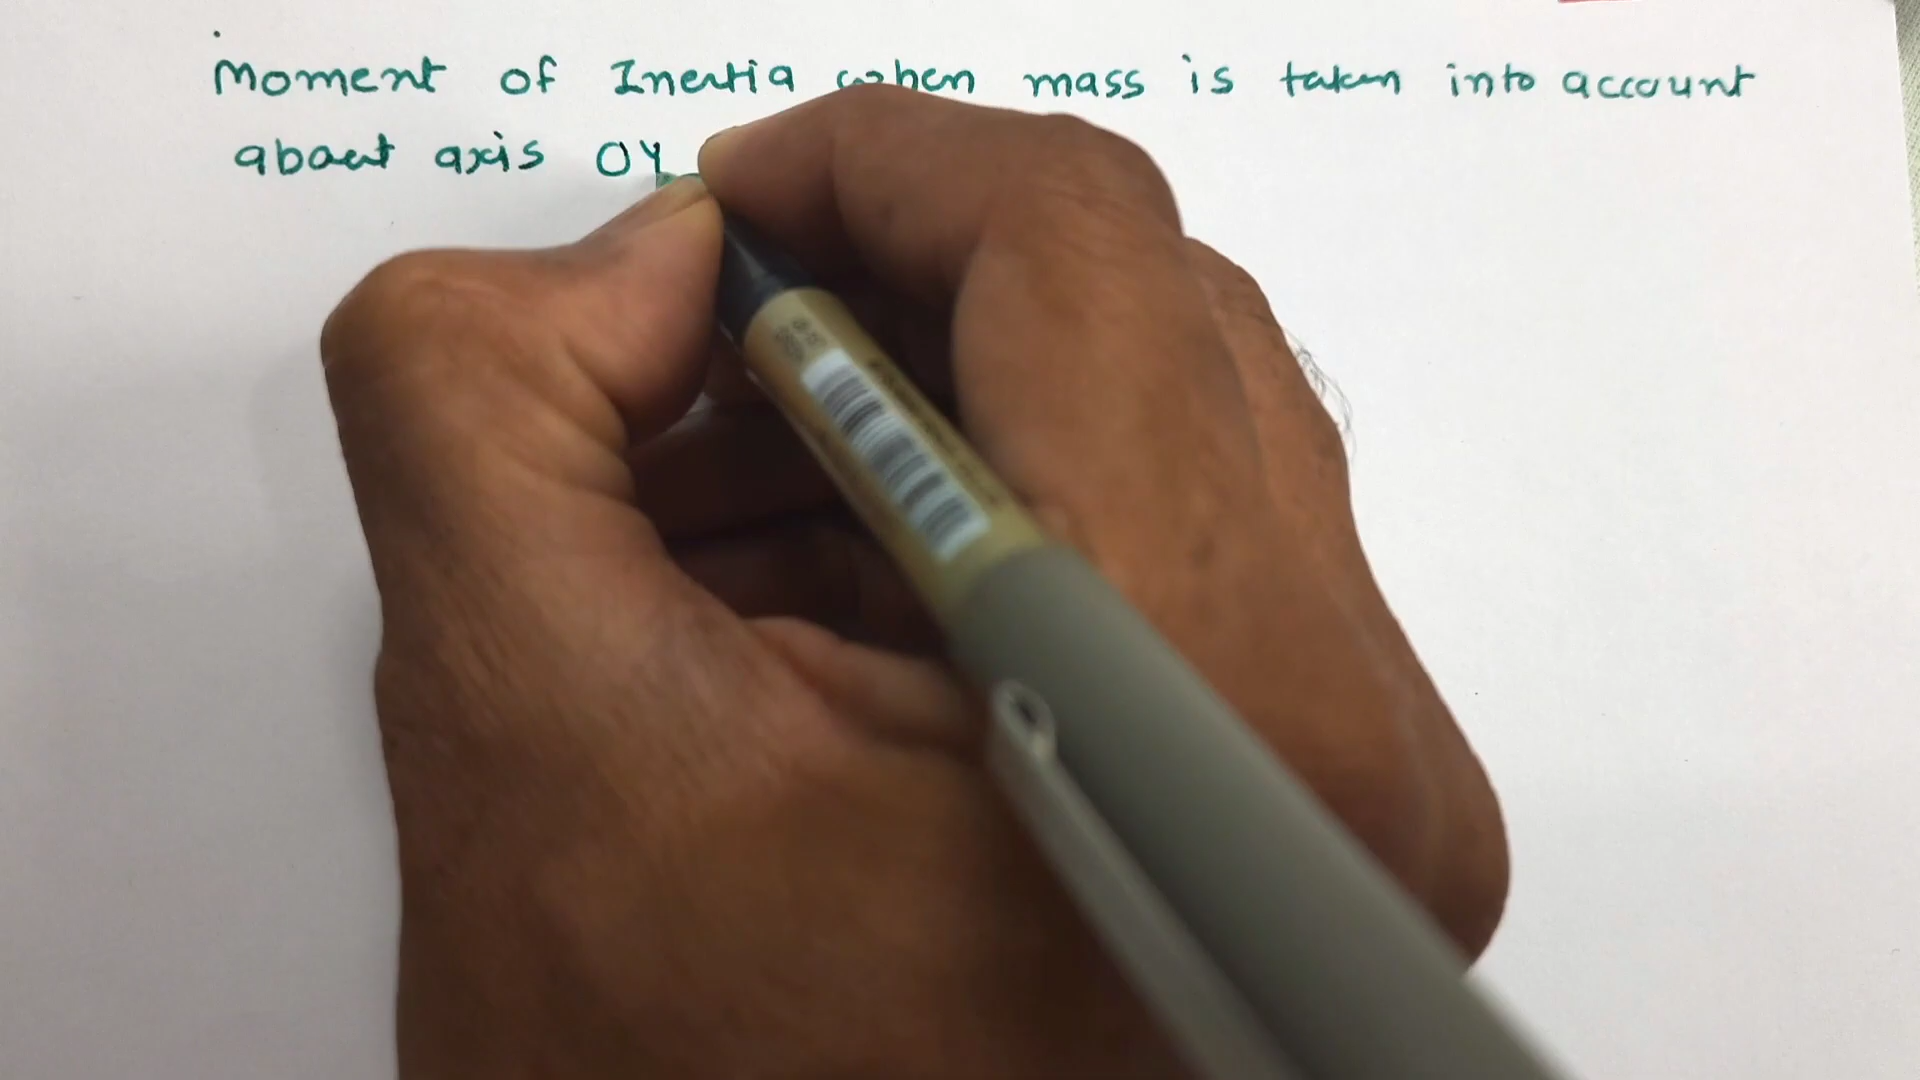 Moment of Inertia when mass is taken into account
about axis OY